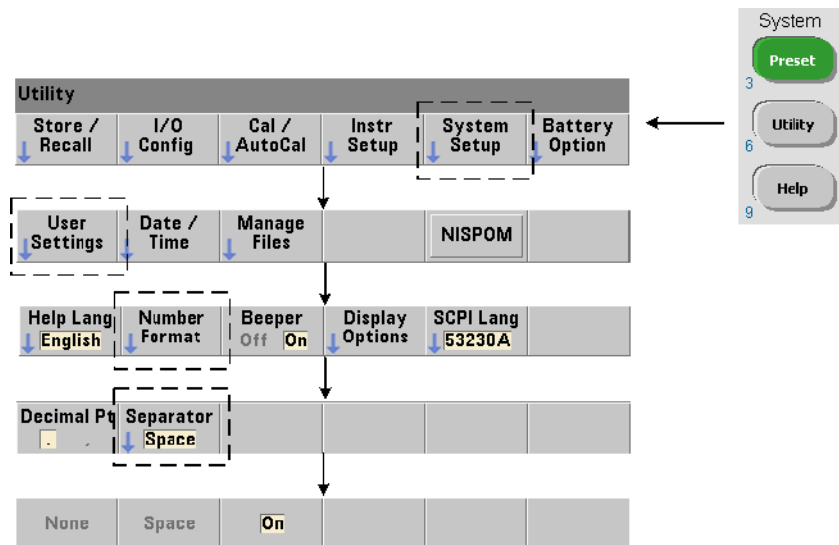 System
Preset
3
Utility
6
Help
9
Utility
Store / Recall
I/O Config
Cal / AutoCal
Instr Setup
System Setup
Battery Option
User Settings
Date / Time
Manage Files
NISPOM
Help Lang English
Number Format
Beeper Off On
Display Options
SCPI Lang 53230A
Decimal Pt . ,
Separator Space
None
Space
On